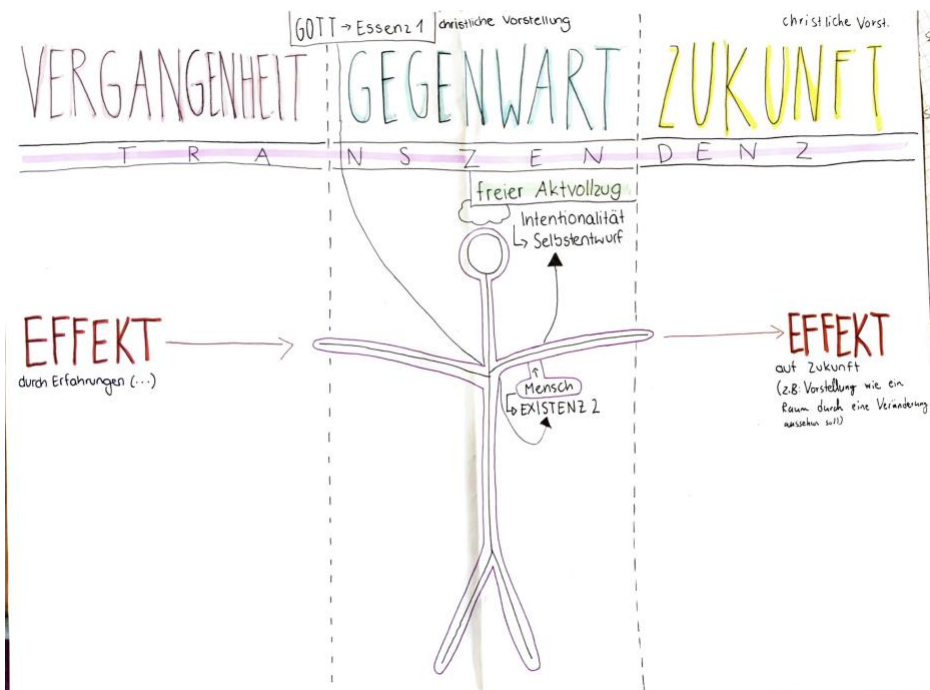 GOTT → Essenz 1 christliche Vorstellung
christliche Vorst.
VERGANGENHEIT GEGENWART ZUKUNFT
TRANSZENDENZ
freier Aktvollzug
Intentionalität
↳ Selbstentwurf
EFFEKT
durch Erfahrungen (...)
Mensch
↳ EXISTENZ 2
EFFEKT
auf Zukunft
(z.B: Vorstellung wie ein
Raum durch eine Veränderung
aussehen soll)